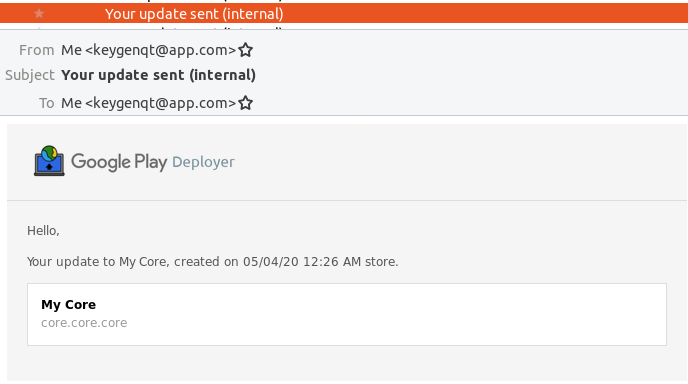 Your update sent (internal)
From Me <keygenqt@app.com>
Subject Your update sent (internal)
To Me <keygenqt@app.com>
Google Play Deployer
Hello,
Your update to My Core, created on 05/04/20 12:26 AM store.
My Core
core.core.core